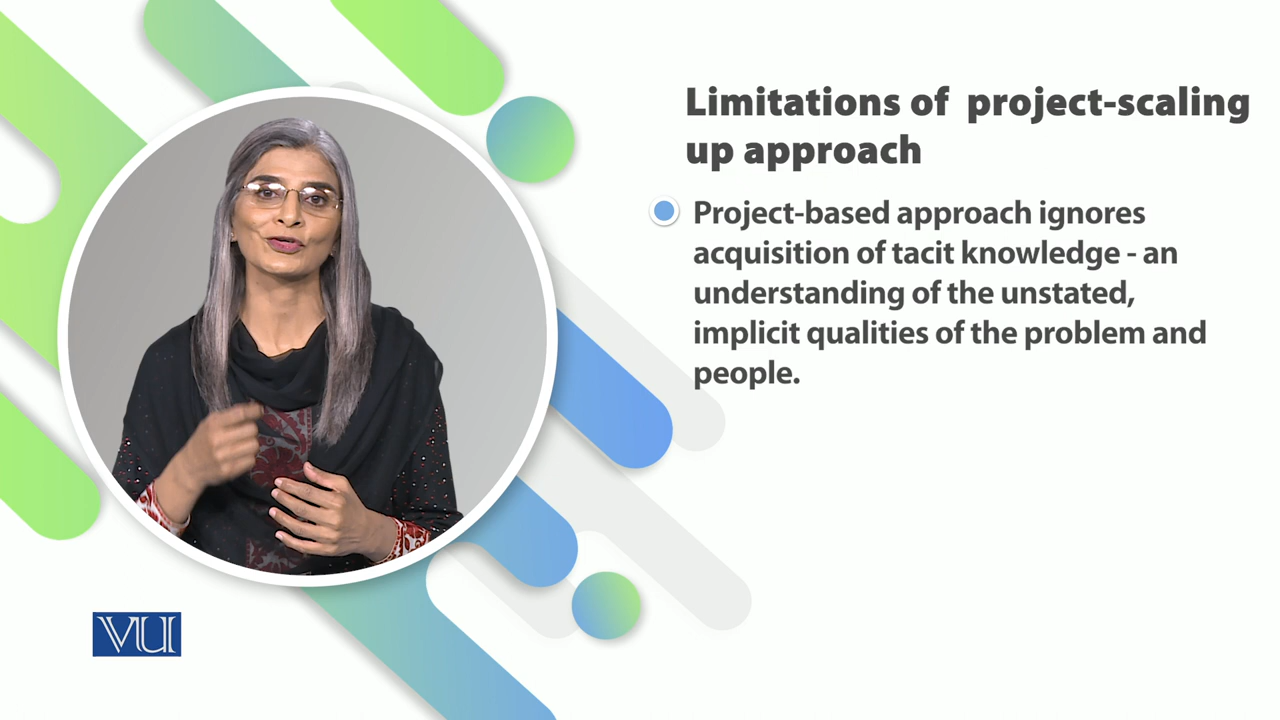 Limitations of project-scaling
up approach
Project-based approach ignores
acquisition of tacit knowledge - an
understanding of the unstated,
implicit qualities of the problem and
people.
VU